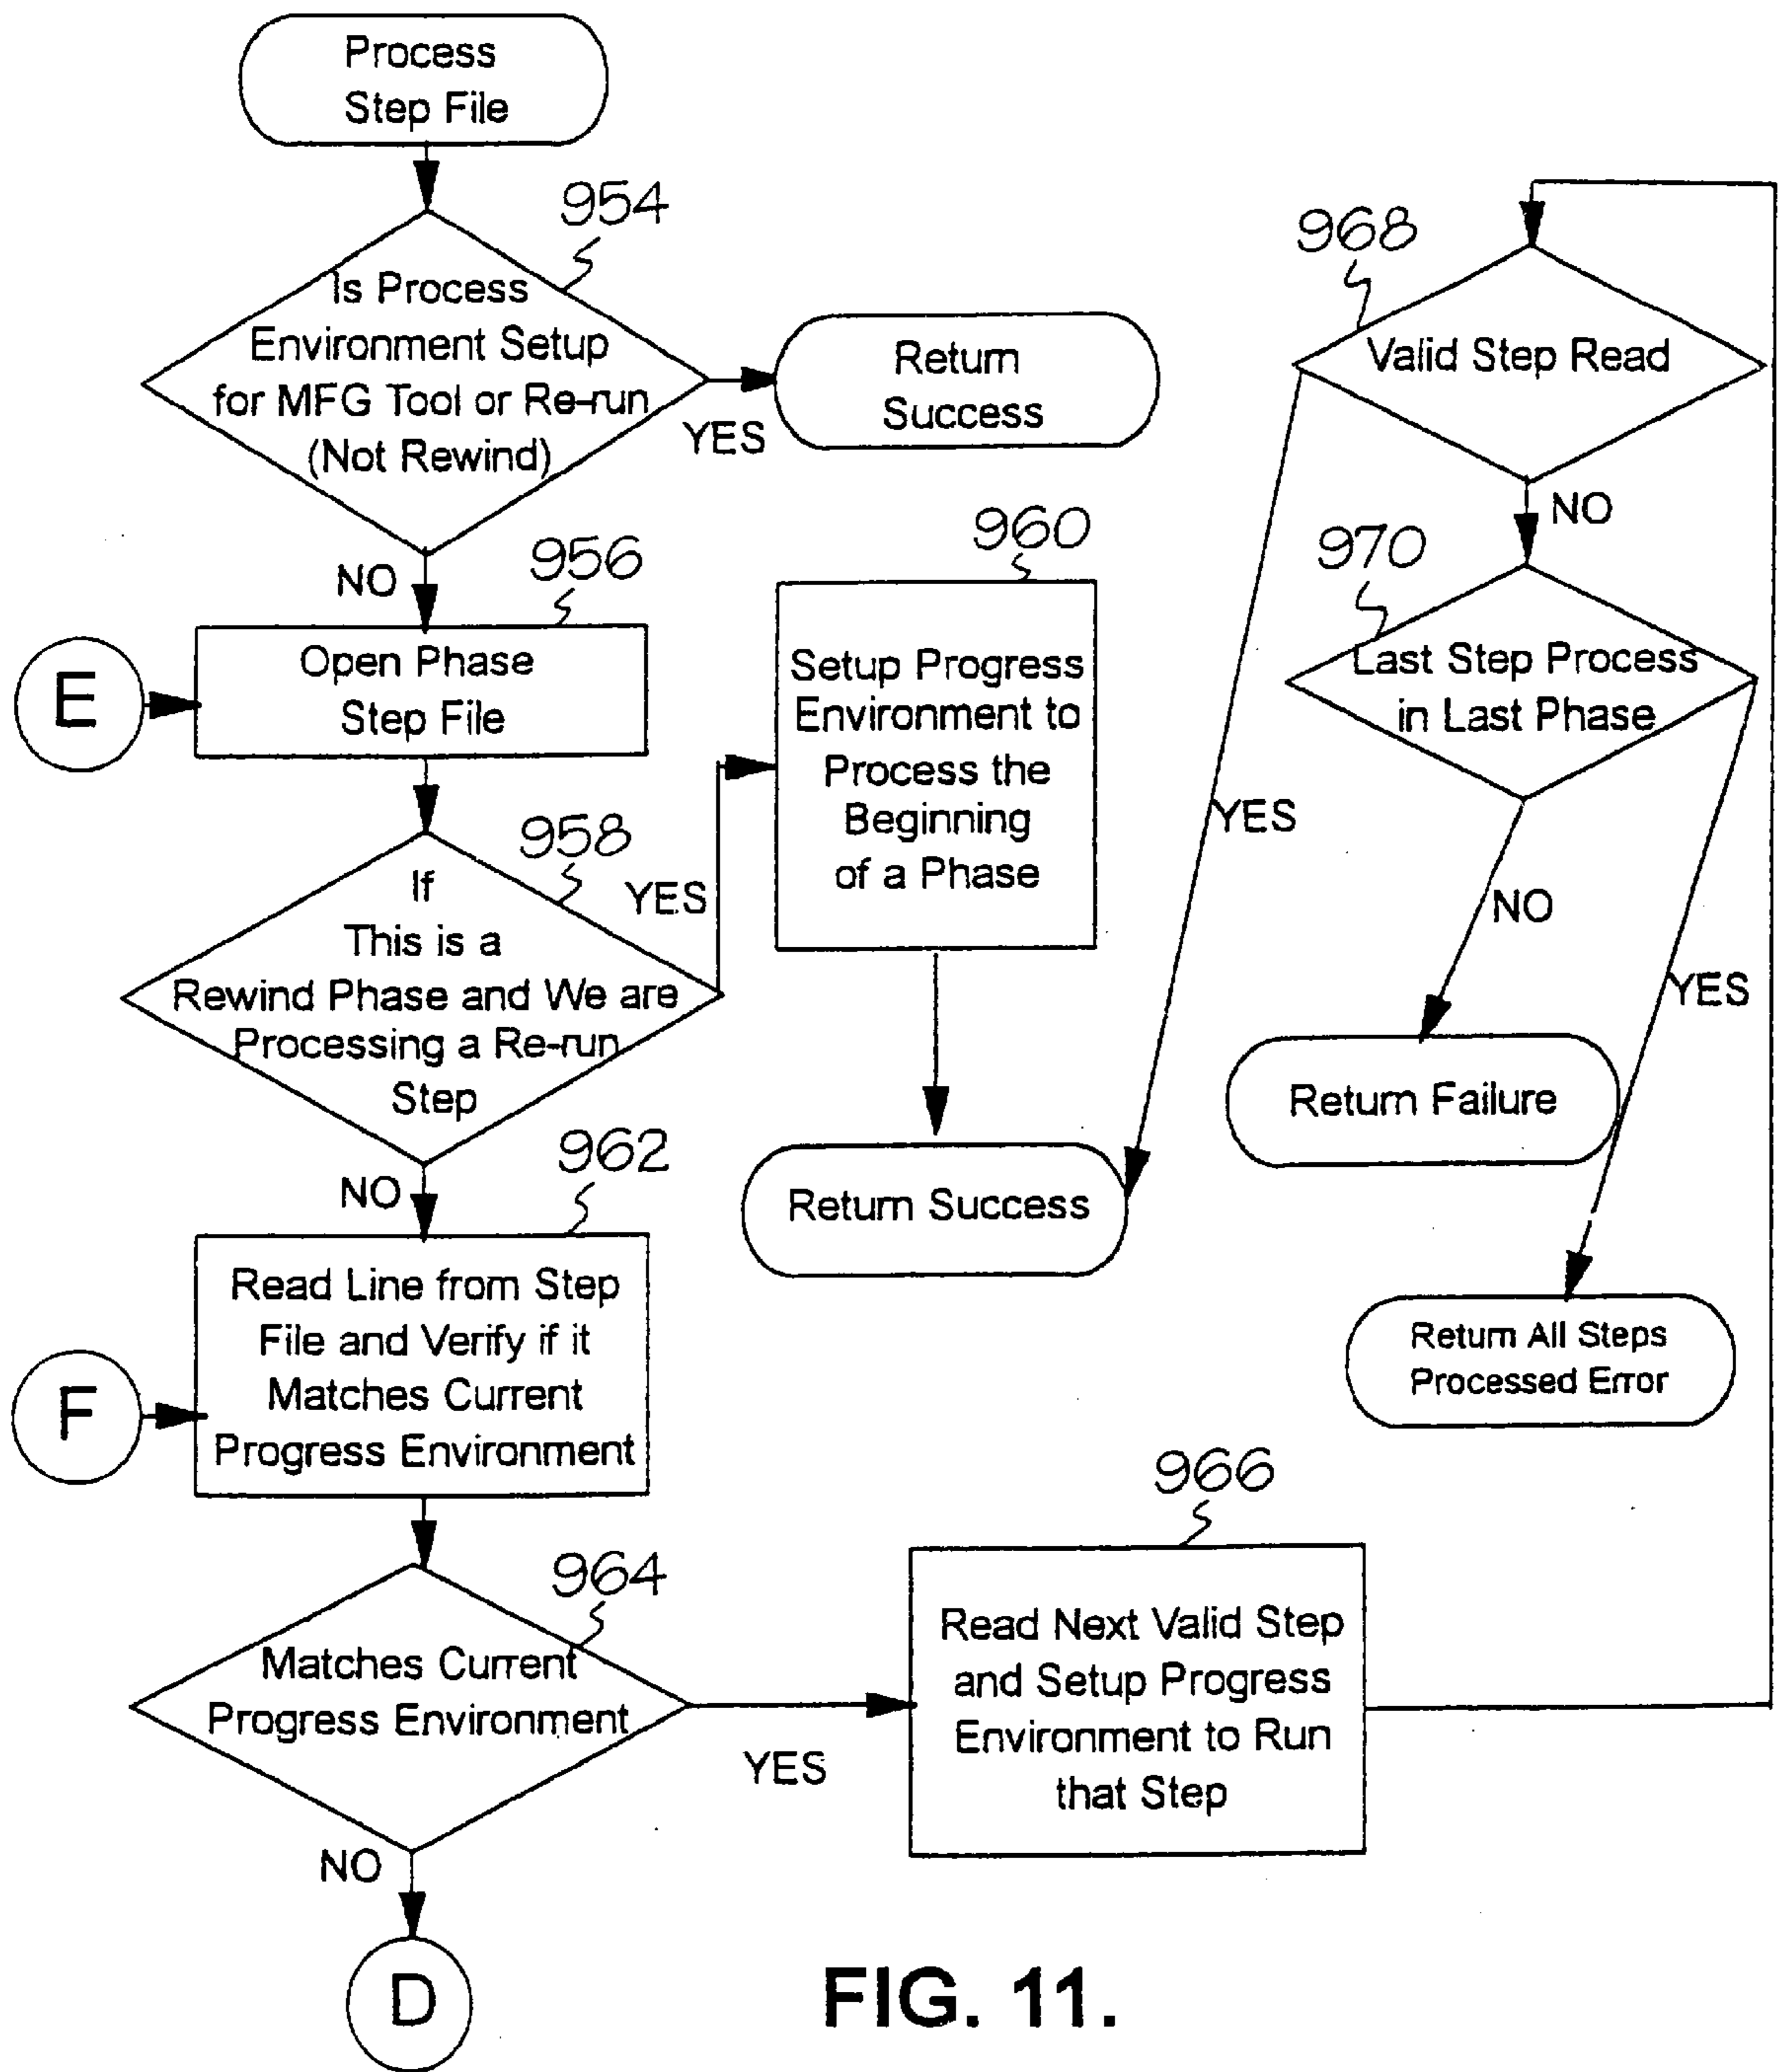 Process
Step File
954
Is Process
Environment Setup
for MFG Tool or Re-run
(Not Rewind)
YES
Return
Success
NO
956
E
Open Phase
Step File
958
If
This is a
Rewind Phase and We are
Processing a Re-run
Step
YES
960
Setup Progress
Environment to
Process the
Beginning
of a Phase
Return Success
NO
962
Read Line from Step
File and Verify if it
Matches Current
Progress Environment
F
964
Matches Current
Progress Environment
YES
966
Read Next Valid Step
and Setup Progress
Environment to Run
that Step
NO
D
968
Valid Step Read
YES
NO
970
Last Step Process
in Last Phase
NO
Return Failure
YES
Return All Steps
Processed Error
FIG. 11.